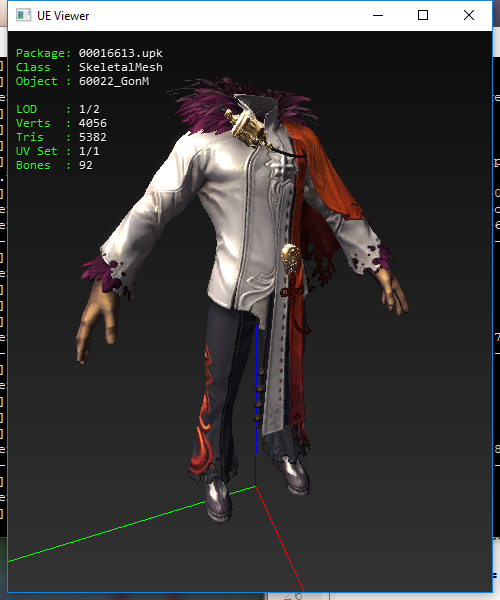 UE Viewer
Package: 00016613.upk
Class : SkeletalMesh
Object : 60022_GonM
LOD : 1/2
Verts : 4056
Tris : 5382
UV Set : 1/1
Bones : 92